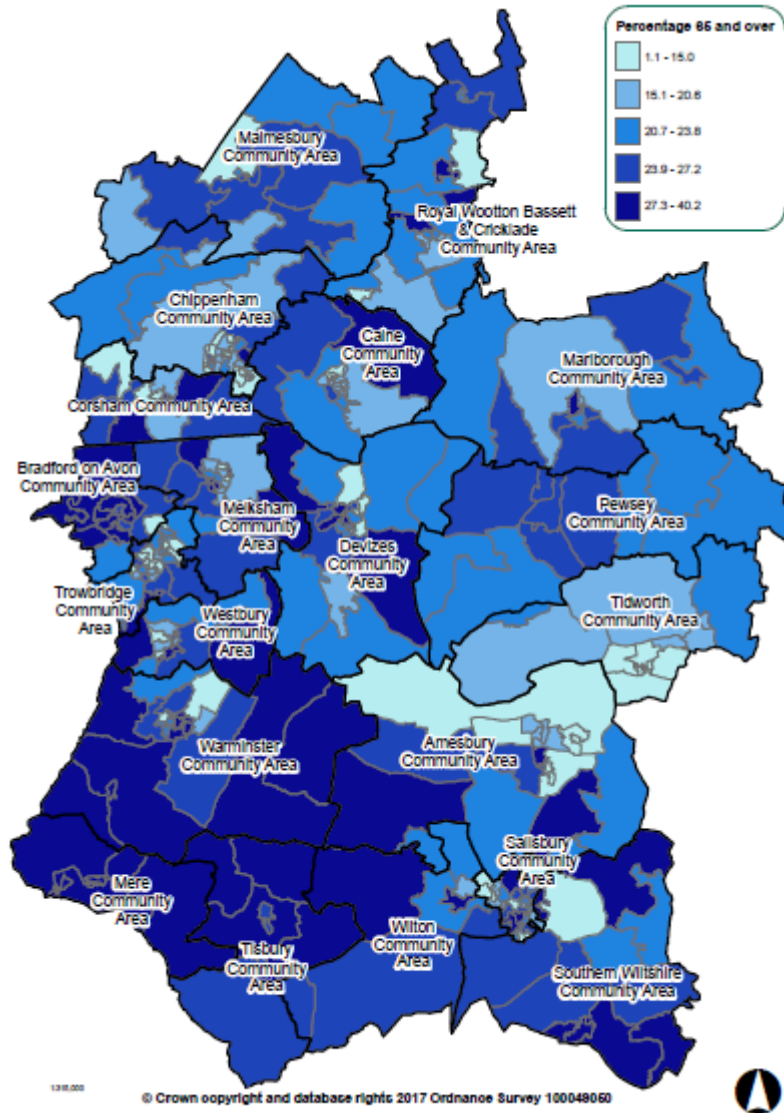 Percentage 65 and over
1.1 - 15.0
15.1 - 20.6
20.7 - 23.8
23.9 - 27.2
27.3 - 40.2
Malmesbury
Community Area
Royal Wootton Bassett
& Cricklade
Community Area
Chippenham
Community Area
Calne
Community
Area
Marlborough
Community Area
Corsham Community Area
Bradford on Avon
Community Area
Melksham
Community
Area
Pewsey
Community Area
Devizes
Community
Area
Trowbridge
Community
Area
Westbury
Community
Area
Tidworth
Community Area
Warminster
Community Area
Amesbury
Community Area
Salisbury
Community
Area
Mere
Community
Area
Tisbury
Community
Area
Wilton
Community
Area
Southern Wiltshire
Community Area
© Crown copyright and database rights 2017 Ordnance Survey 100049050